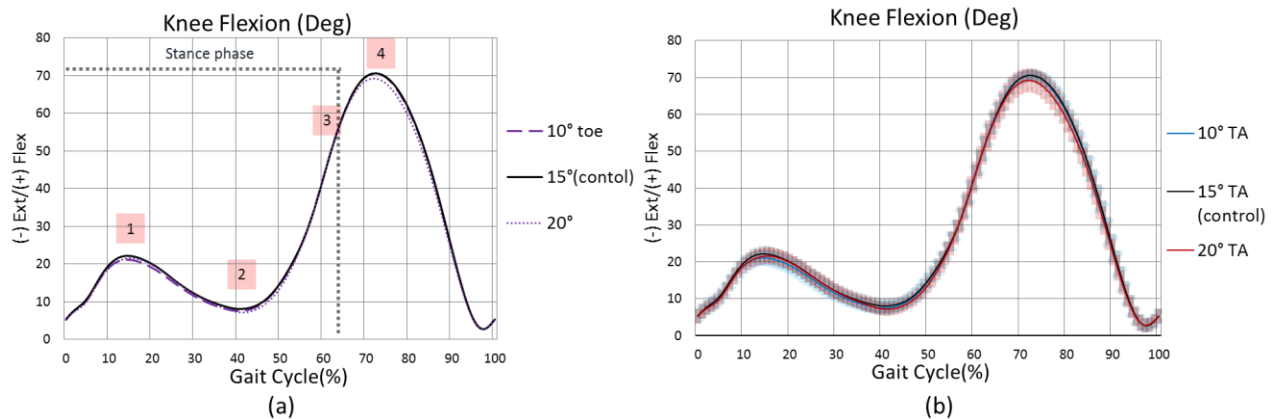 Knee Flexion (Deg)
80
70
60
50
40
30
20
10
0
(-) Ext/(+) Flex
Stance phase
1
2
3
4
0 10 20 30 40 50 60 70 80 90 100
Gait Cycle(%)
10° toe
15°(contol)
20°
(a)
Knee Flexion (Deg)
80
70
60
50
40
30
20
10
0
(-) Ext/(+) Flex
0 10 20 30 40 50 60 70 80 90 100
Gait Cycle(%)
10° TA
15° TA
(control)
20° TA
(b)